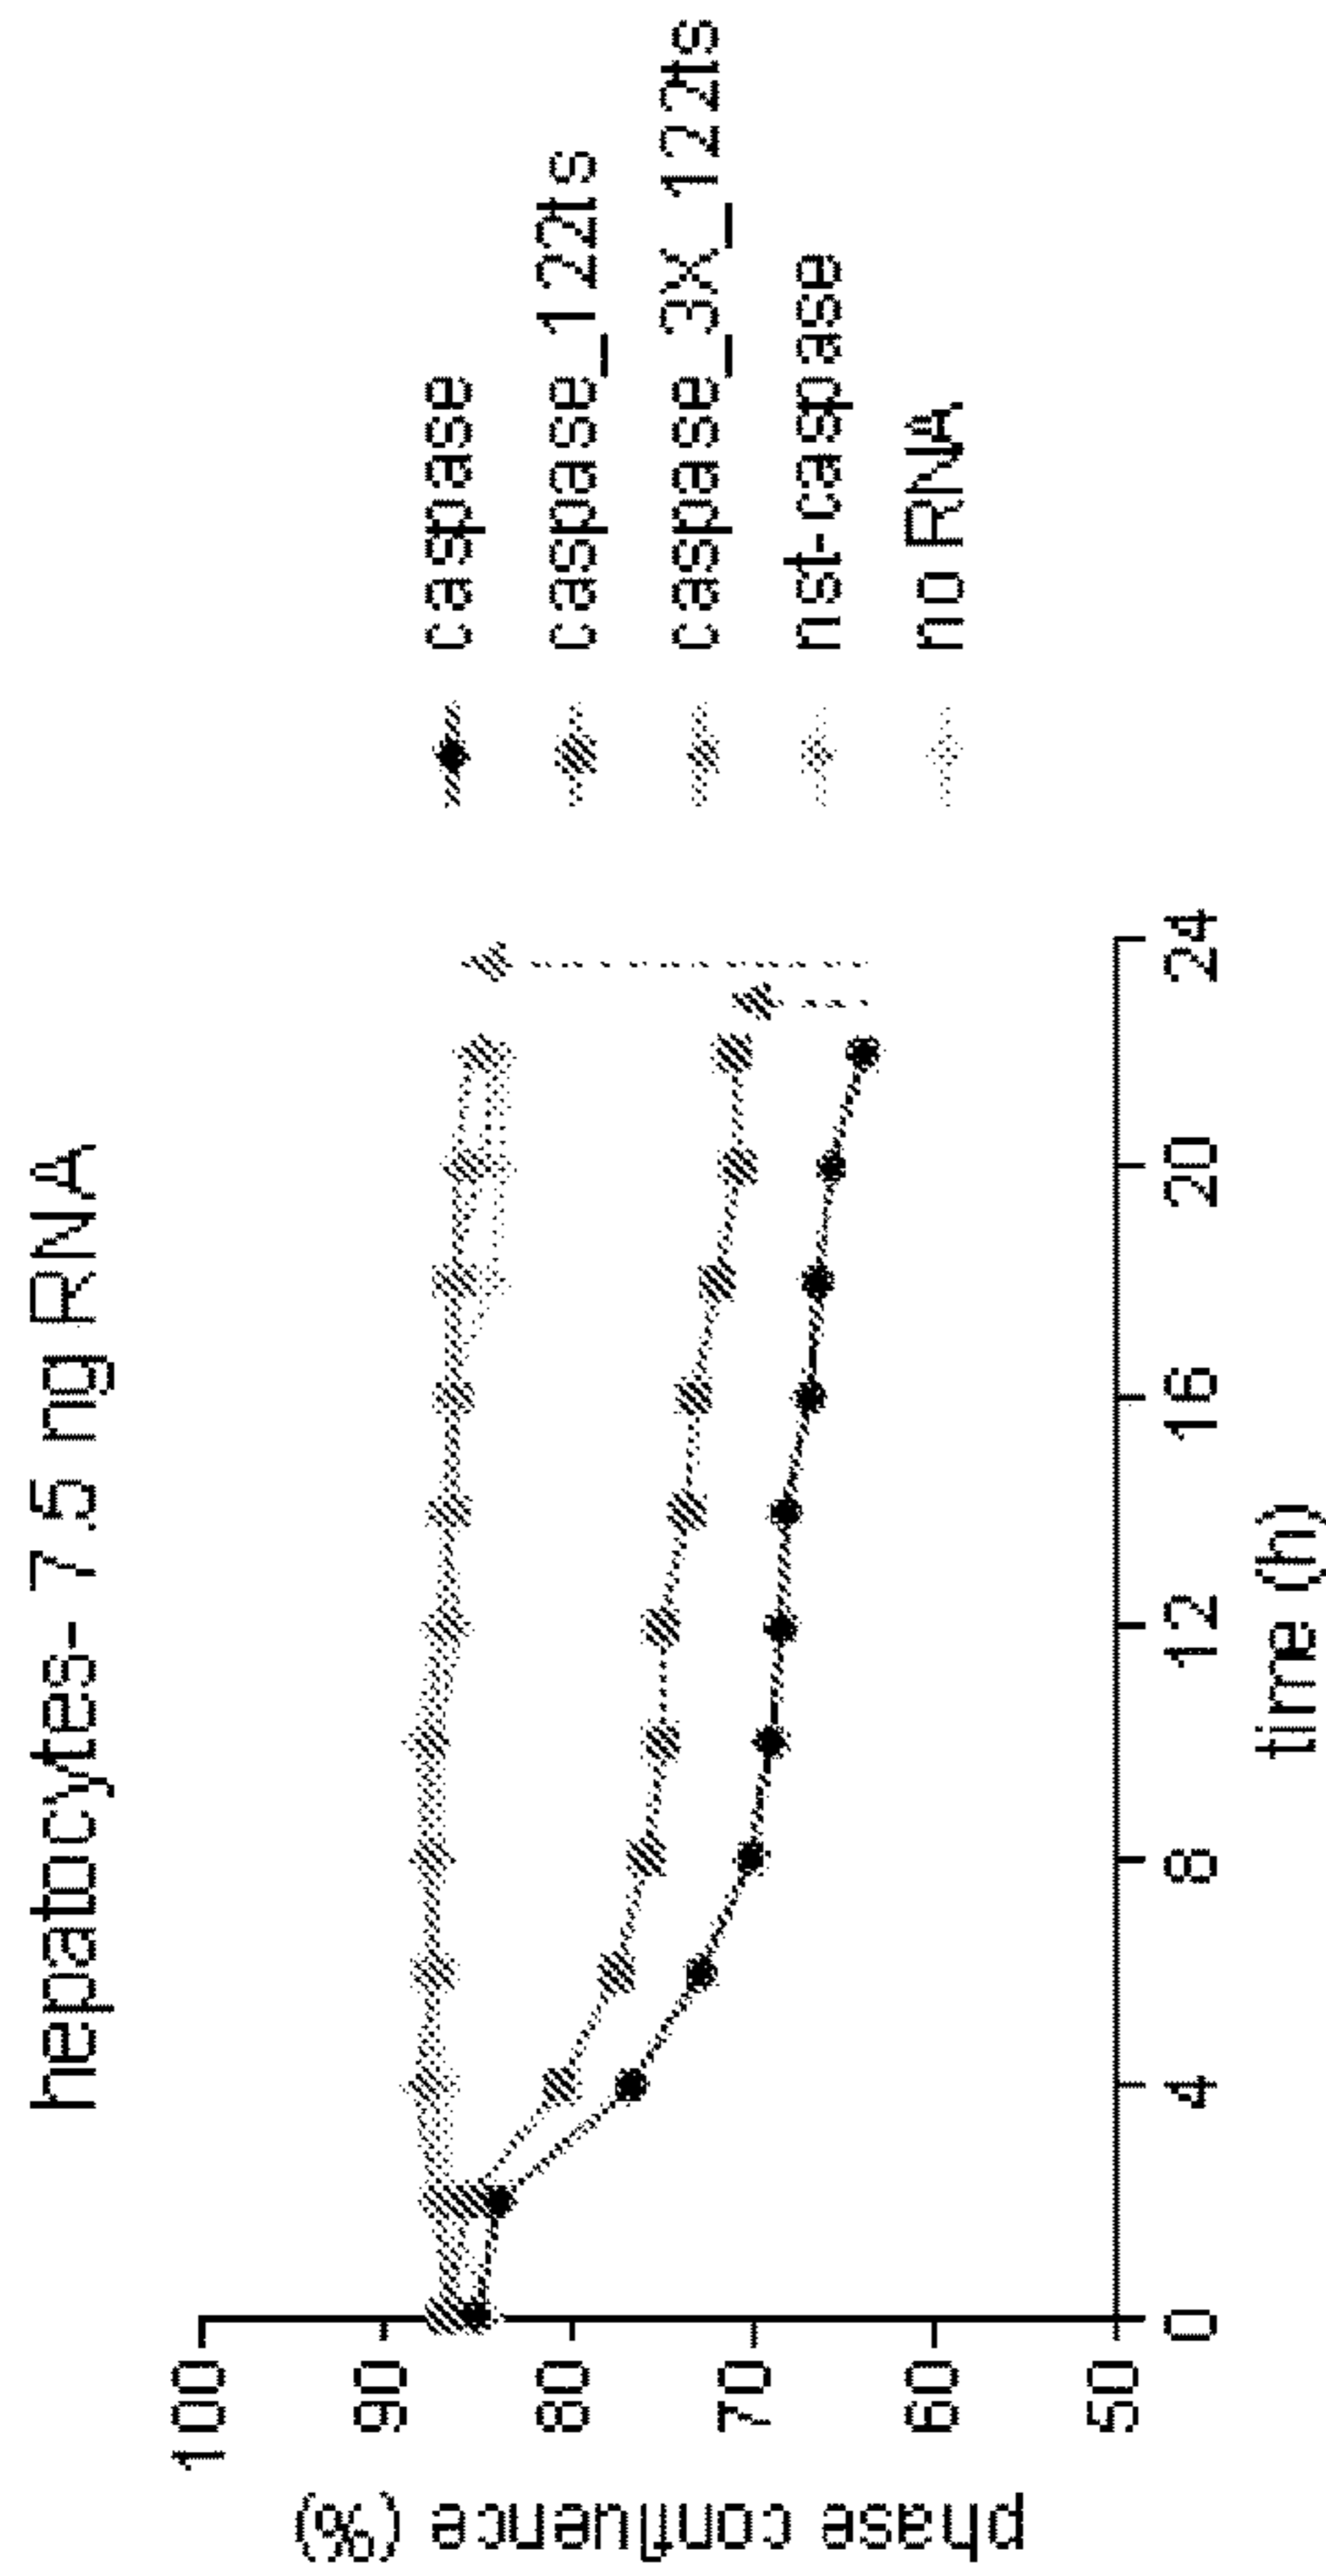 hepatocytes- 7.5 ng RNA
phase confluence (%)
100
90
80
70
60
50
0
4
8
12
16
20
24
time (h)
caspase
caspase_122ts
caspase_3X_122ts
nst-caspase
no RNA